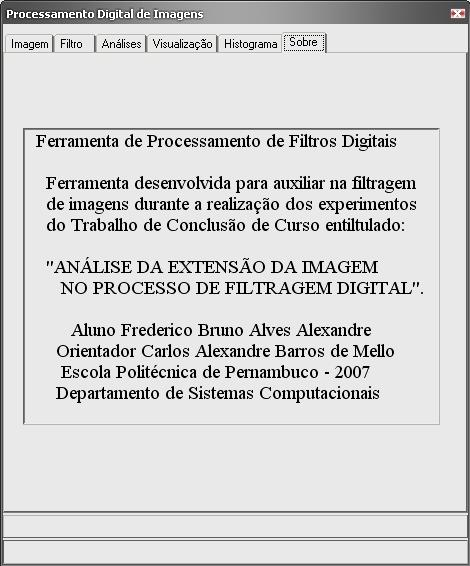 Processamento Digital de Imagens
Imagem Filtro Análises Visualização Histograma Sobre
Ferramenta de Processamento de Filtros Digitais
Ferramenta desenvolvida para auxiliar na filtragem
de imagens durante a realização dos experimentos
do Trabalho de Conclusão de Curso entiltulado:
"ANÁLISE DA EXTENSÃO DA IMAGEM
NO PROCESSO DE FILTRAGEM DIGITAL".
Aluno Frederico Bruno Alves Alexandre
Orientador Carlos Alexandre Barros de Mello
Escola Politécnica de Pernambuco - 2007
Departamento de Sistemas Computacionais